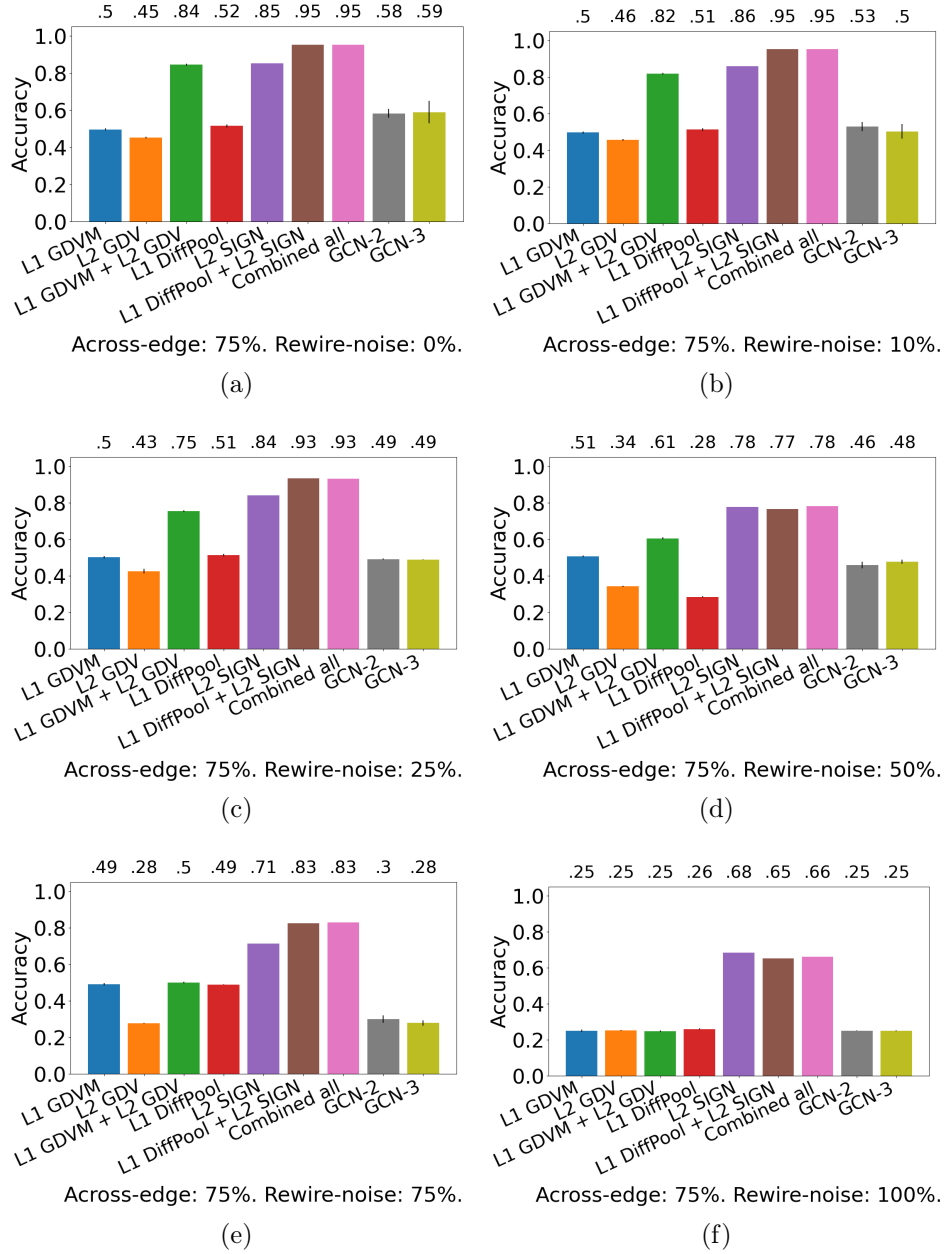 .5 .45 .84 .52 .85 .95 .95 .58 .59
Accuracy
1.0
0.8
0.6
0.4
0.2
0.0
L1 GDVM
L2 GDV
L1 GDVM + L2 GDV
L1 DiffPool
L2 SIGN
L1 DiffPool + L2 SIGN
Combined all
GCN-2
GCN-3
Across-edge: 75%. Rewire-noise: 0%.
(a)
.5 .46 .82 .51 .86 .95 .95 .53 .5
Accuracy
1.0
0.8
0.6
0.4
0.2
0.0
L1 GDVM
L2 GDV
L1 GDVM + L2 GDV
L1 DiffPool
L2 SIGN
L1 DiffPool + L2 SIGN
Combined all
GCN-2
GCN-3
Across-edge: 75%. Rewire-noise: 10%.
(b)
.5 .43 .75 .51 .84 .93 .93 .49 .49
Accuracy
1.0
0.8
0.6
0.4
0.2
0.0
L1 GDVM
L2 GDV
L1 GDVM + L2 GDV
L1 DiffPool
L2 SIGN
L1 DiffPool + L2 SIGN
Combined all
GCN-2
GCN-3
Across-edge: 75%. Rewire-noise: 25%.
(c)
.51 .34 .61 .28 .78 .77 .78 .46 .48
Accuracy
1.0
0.8
0.6
0.4
0.2
0.0
L1 GDVM
L2 GDV
L1 GDVM + L2 GDV
L1 DiffPool
L2 SIGN
L1 DiffPool + L2 SIGN
Combined all
GCN-2
GCN-3
Across-edge: 75%. Rewire-noise: 50%.
(d)
.49 .28 .5 .49 .71 .83 .83 .3 .28
Accuracy
1.0
0.8
0.6
0.4
0.2
0.0
L1 GDVM
L2 GDV
L1 GDVM + L2 GDV
L1 DiffPool
L2 SIGN
L1 DiffPool + L2 SIGN
Combined all
GCN-2
GCN-3
Across-edge: 75%. Rewire-noise: 75%.
(e)
.25 .25 .25 .26 .68 .65 .66 .25 .25
Accuracy
1.0
0.8
0.6
0.4
0.2
0.0
L1 GDVM
L2 GDV
L1 GDVM + L2 GDV
L1 DiffPool
L2 SIGN
L1 DiffPool + L2 SIGN
Combined all
GCN-2
GCN-3
Across-edge: 75%. Rewire-noise: 100%.
(f)